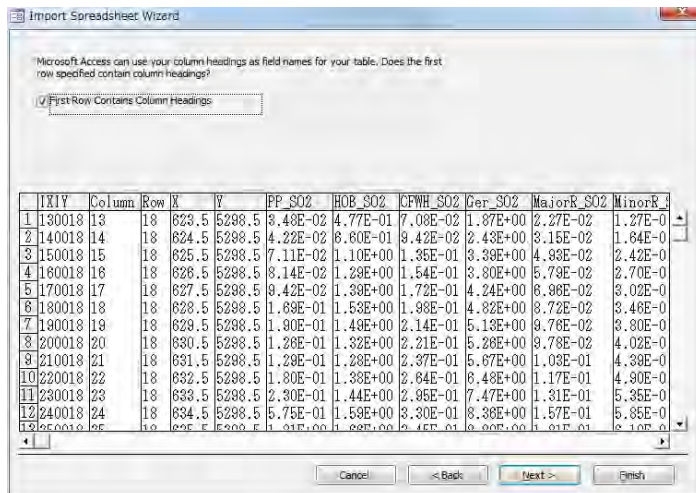 Import Spreadsheet Wizard
Microsoft Access can use your column headings as field names for your table. Does the first
row specified contain column headings?
First Row Contains Column Headings
IXIY Column Row X Y PP_SO2 HOB_SO2 CFWH_SO2 Ger_SO2 MajorR_SO2 MinorR_S
1 130018 13 18 623.5 5298.5 3.48E-02 4.77E-01 7.08E-02 1.87E+00 2.27E-02 1.27E-0
2 140018 14 18 624.5 5298.5 4.22E-02 6.60E-01 9.42E-02 2.43E+00 3.15E-02 1.64E-0
3 150018 15 18 625.5 5298.5 7.11E-02 1.10E+00 1.35E-01 3.39E+00 4.93E-02 2.42E-0
4 160018 16 18 626.5 5298.5 8.14E-02 1.29E+00 1.54E-01 3.80E+00 5.79E-02 2.70E-0
5 170018 17 18 627.5 5298.5 9.42E-02 1.39E+00 1.72E-01 4.24E+00 6.96E-02 3.02E-0
6 180018 18 18 628.5 5298.5 1.69E-01 1.53E+00 1.98E-01 4.82E+00 8.72E-02 3.46E-0
7 190018 19 18 629.5 5298.5 1.90E-01 1.49E+00 2.14E-01 5.13E+00 9.76E-02 3.80E-0
8 200018 20 18 630.5 5298.5 1.26E-01 1.32E+00 2.21E-01 5.26E+00 9.78E-02 4.02E-0
9 210018 21 18 631.5 5298.5 1.29E-01 1.28E+00 2.37E-01 5.67E+00 1.03E-01 4.39E-0
10 220018 22 18 632.5 5298.5 1.80E-01 1.38E+00 2.64E-01 6.48E+00 1.17E-01 4.90E-0
11 230018 23 18 633.5 5298.5 2.30E-01 1.44E+00 2.95E-01 7.47E+00 1.31E-01 5.35E-0
12 240018 24 18 634.5 5298.5 5.75E-01 1.59E+00 3.30E-01 8.36E+00 1.57E-01 5.85E-0
Cancel < Back Next > Finish